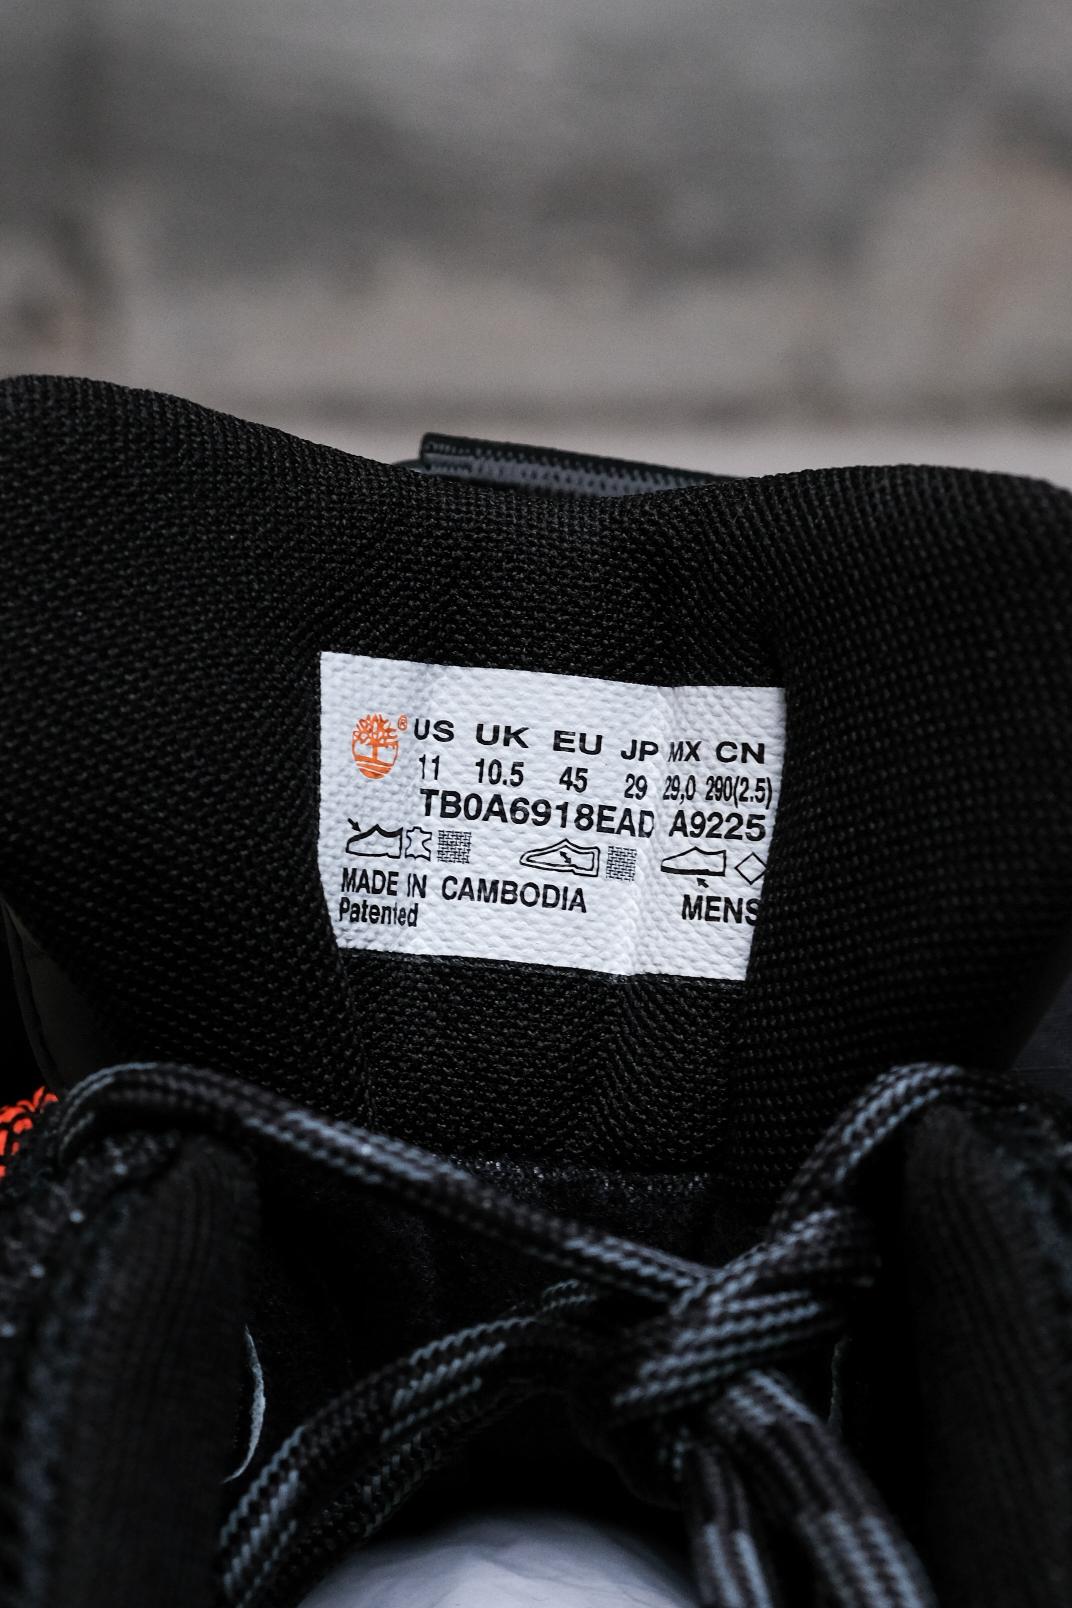 ® US UK EU JP MX CN
11 10.5 45 29 29,0 290(2.5)
TB0A6918EAD A9225
MADE IN CAMBODIA
Patented
MENS